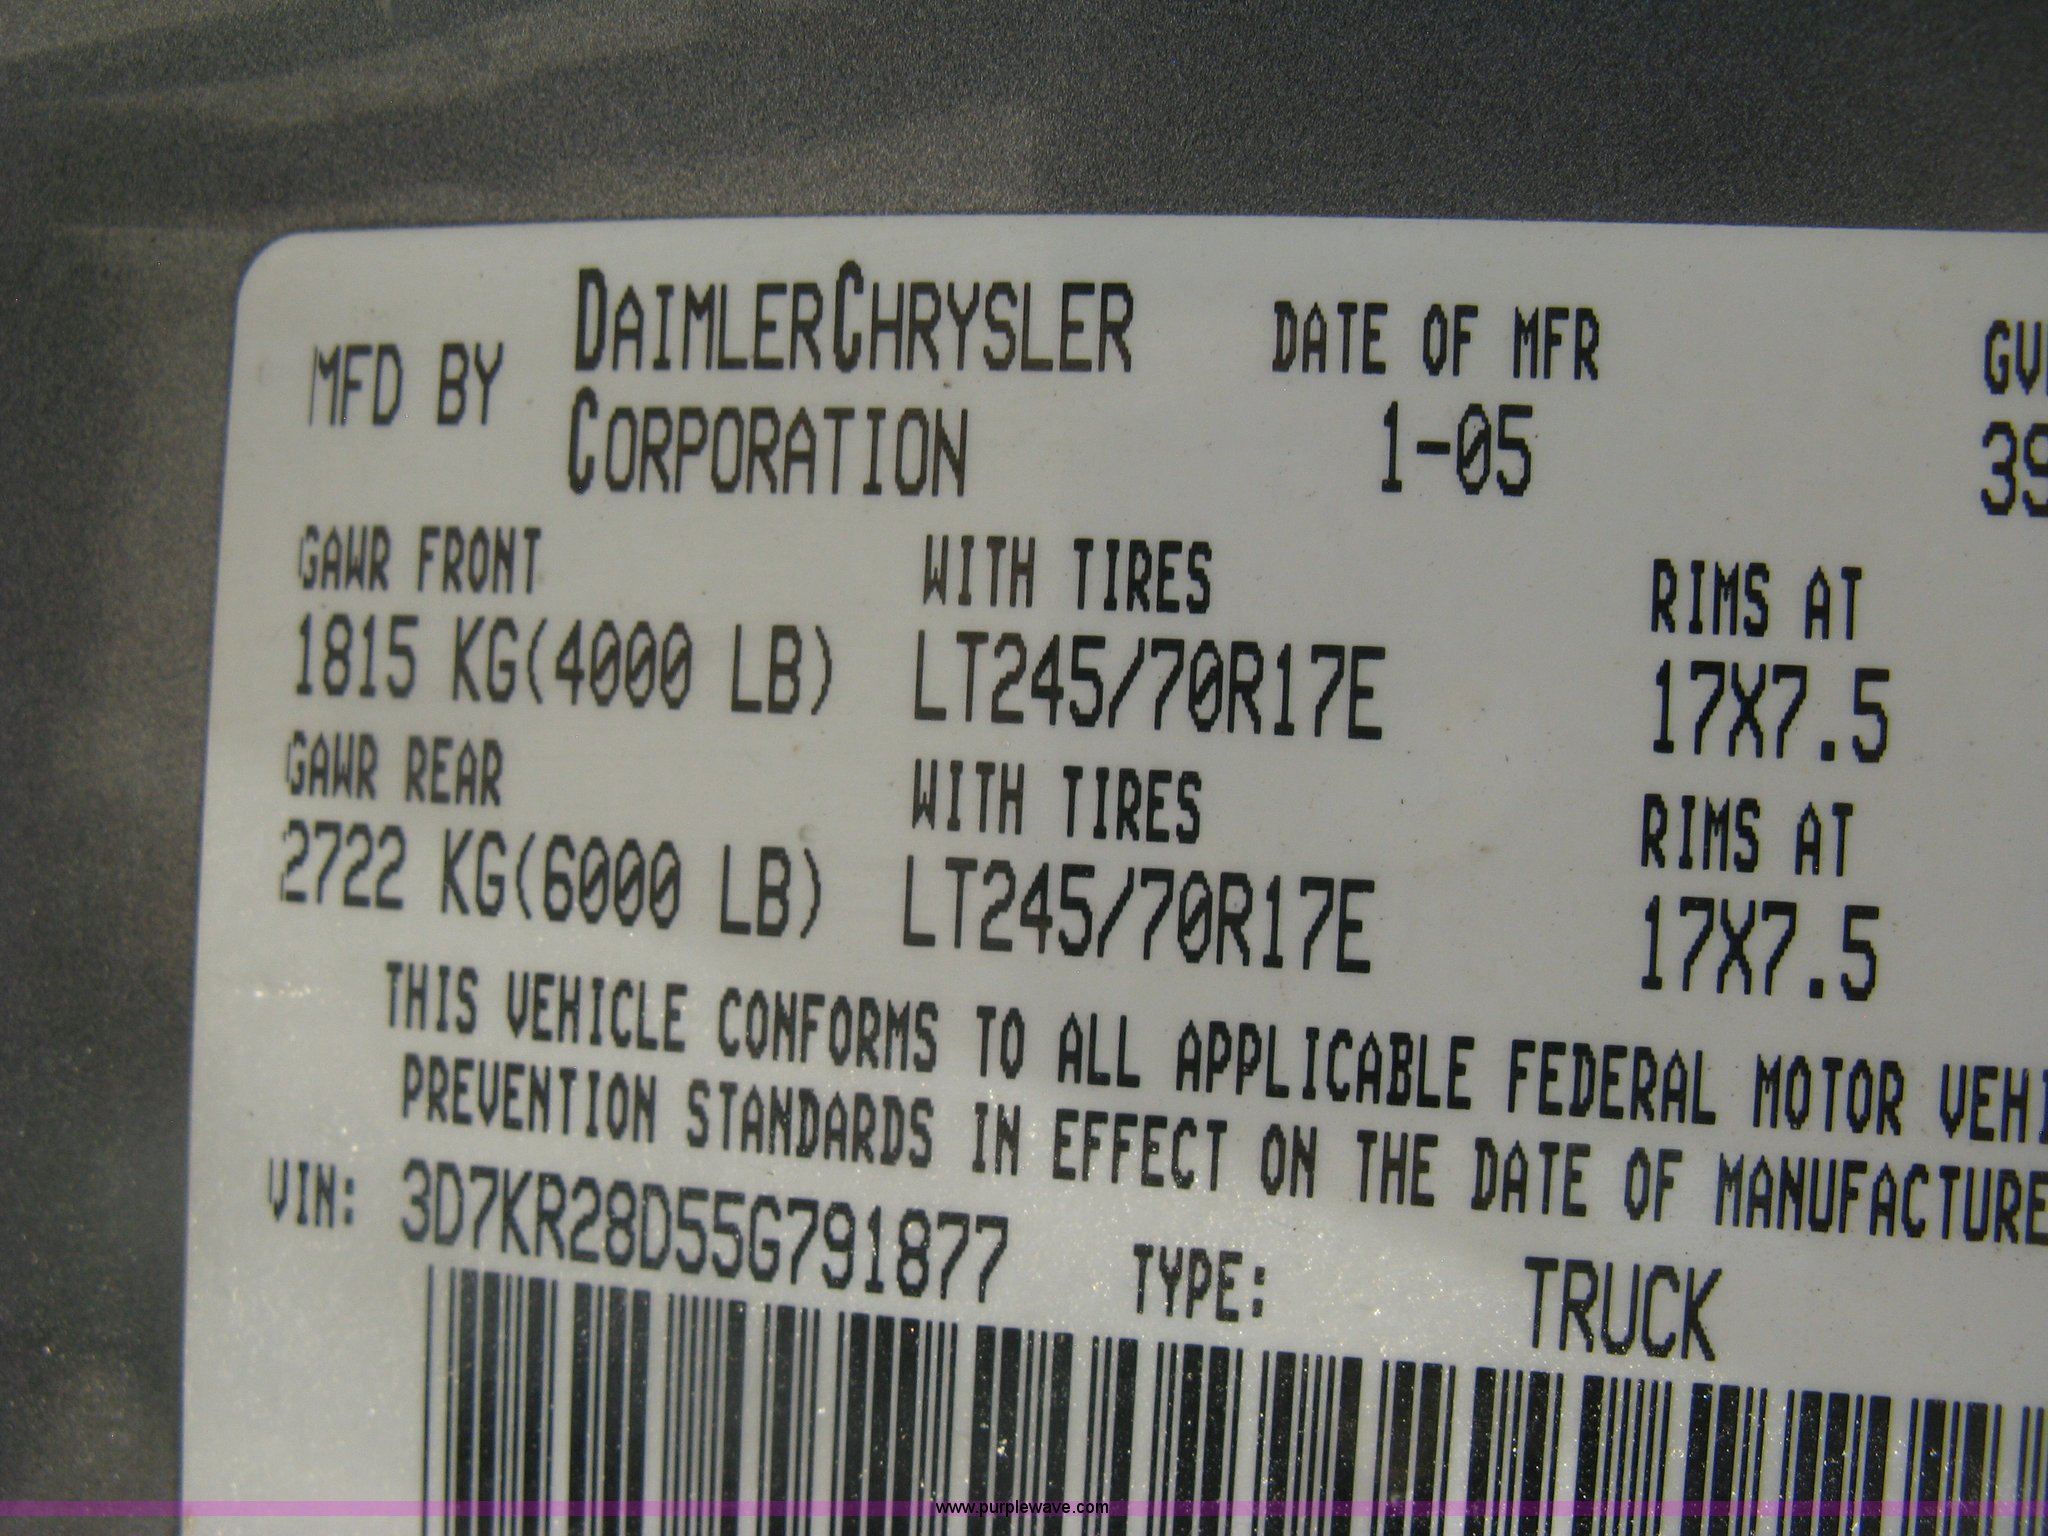 MFD BY DAIMLERCHRYSLER CORPORATION
DATE OF MFR
1-05
GAWR FRONT WITH TIRES RIMS AT
1815 KG(4000 LB) LT245/70R17E 17X7.5
GAWR REAR WITH TIRES RIMS AT
2722 KG(6000 LB) LT245/70R17E 17X7.5
THIS VEHICLE CONFORMS TO ALL APPLICABLE FEDERAL MOTOR
PREVENTION STANDARDS IN EFFECT ON THE DATE OF MANUFACTURE
VIN: 3D7KR28D55G791877 TYPE: TRUCK
www.purplewave.com